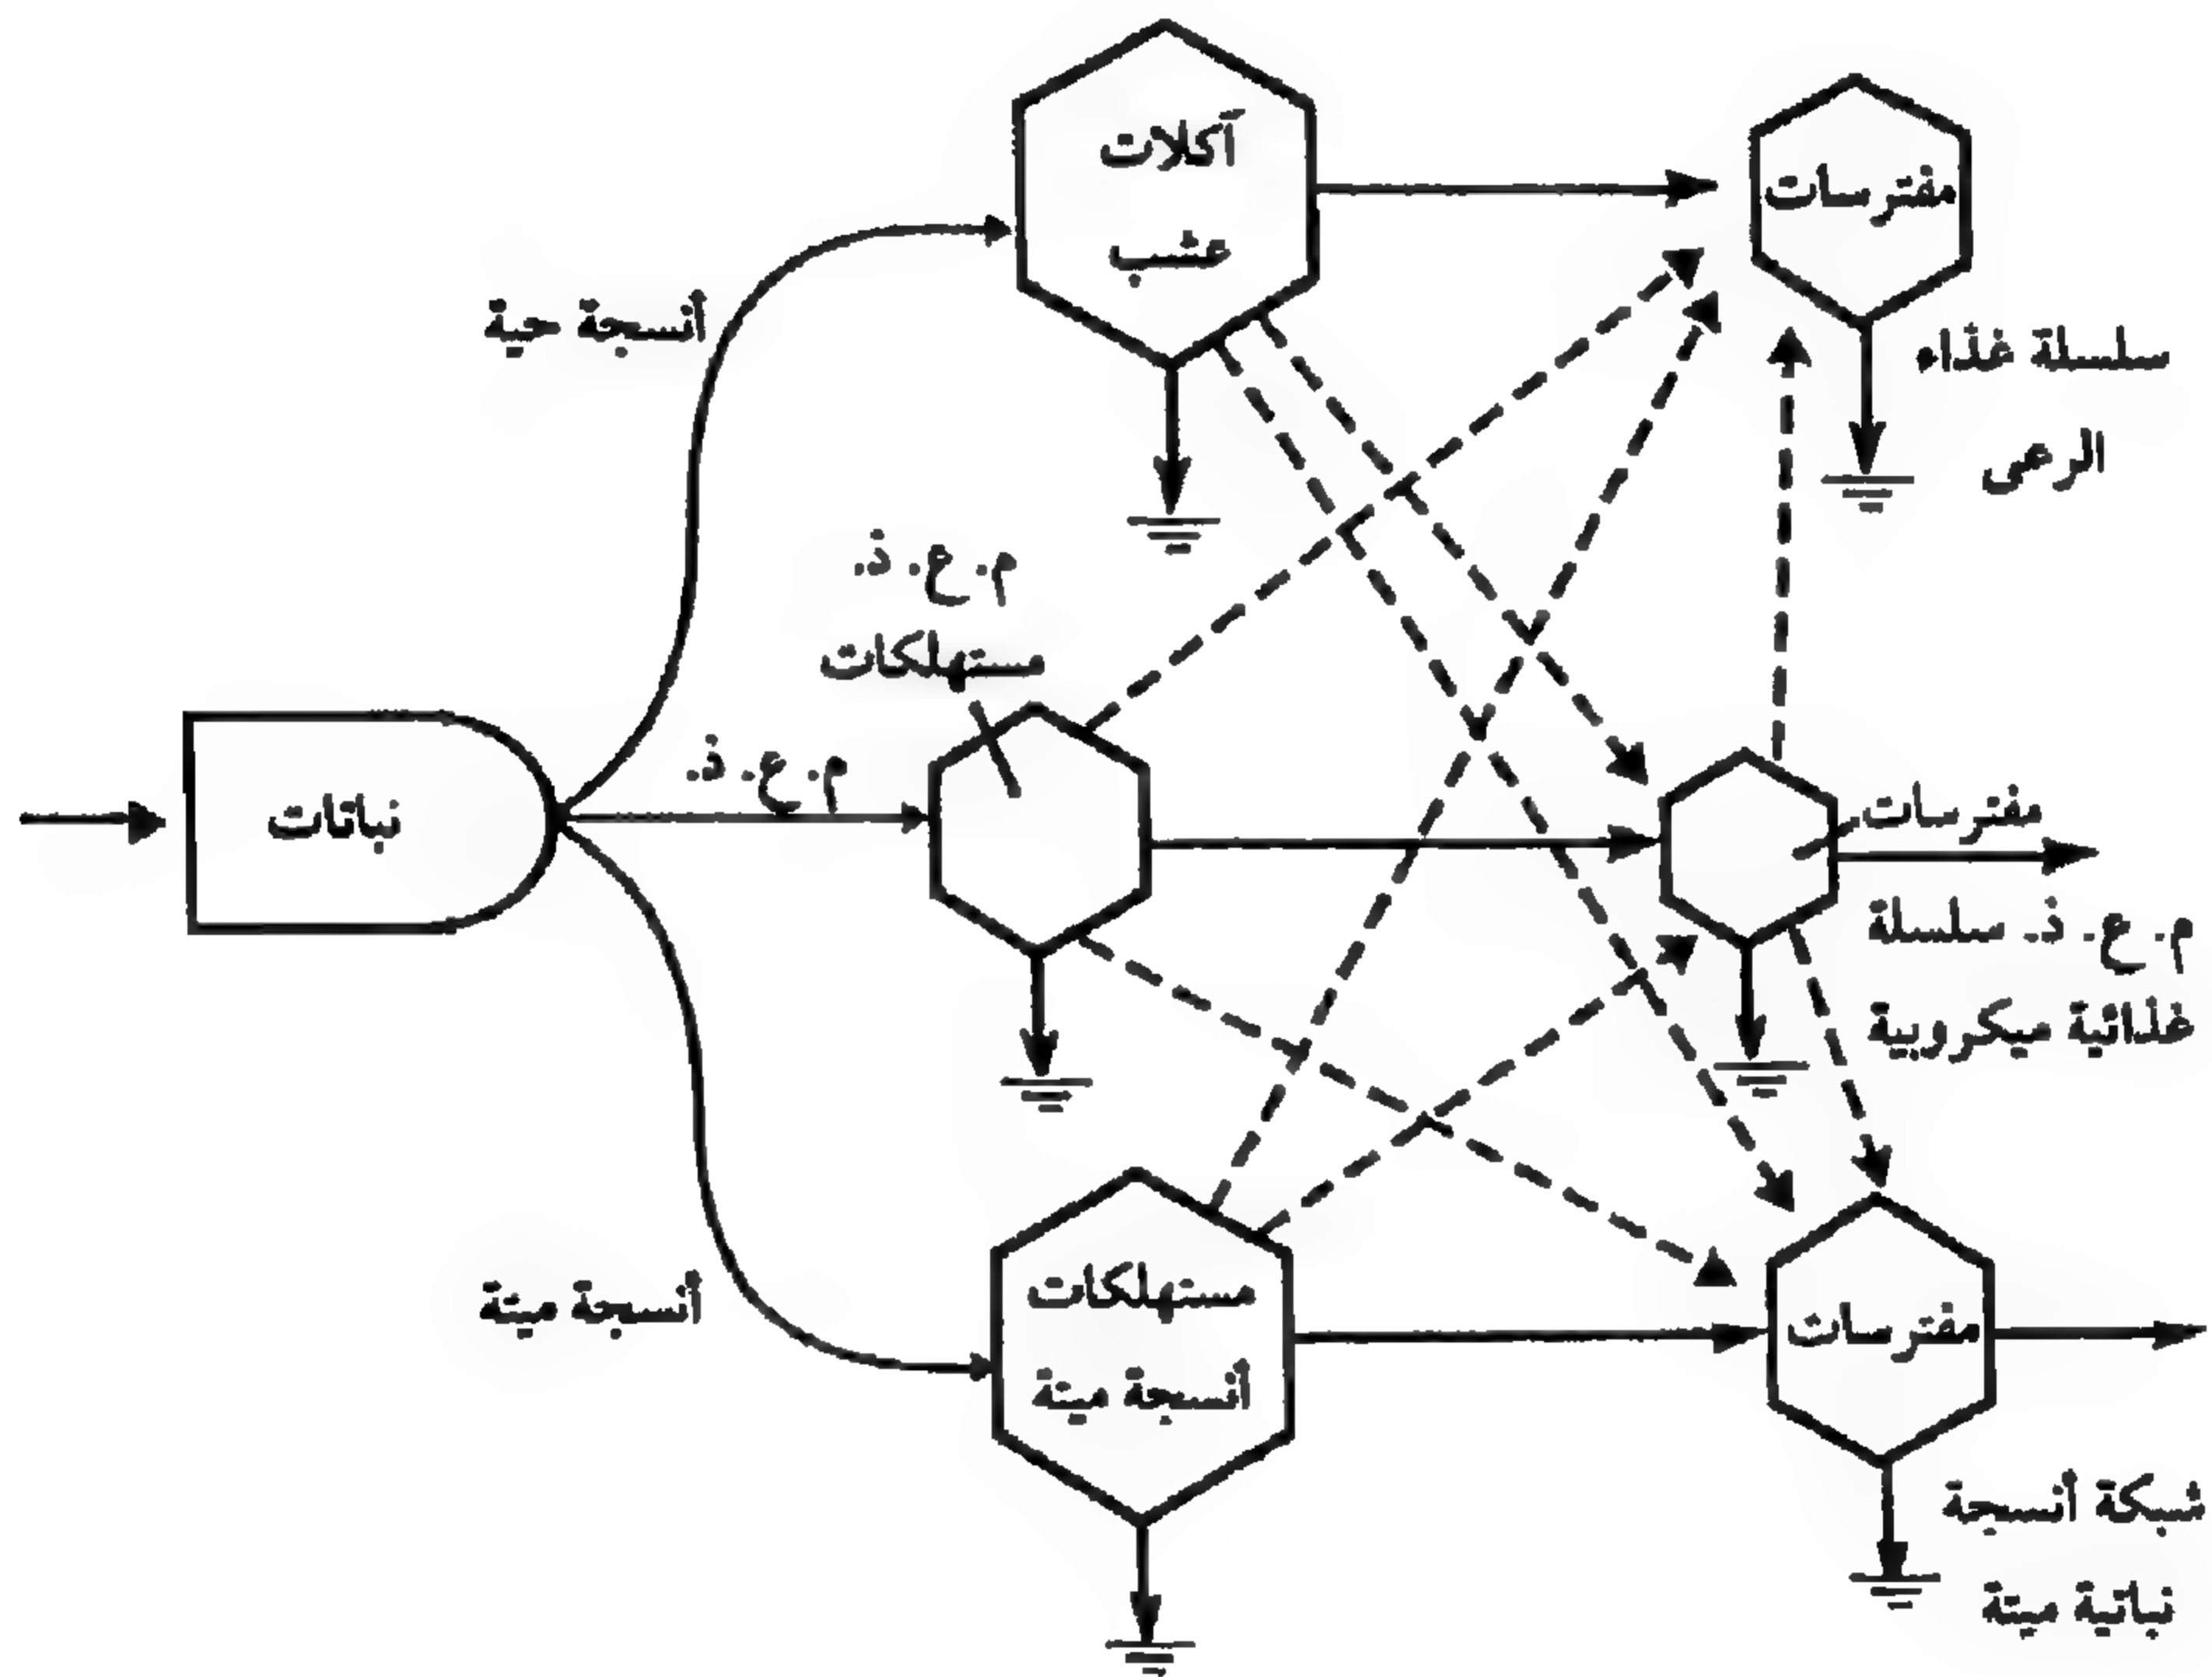 آكلات
عشب
مفترسات
أنسجة حية
سلسلة غذاء
الرعى
م. ع. ذ.
مستهلكات
م. ع. ذ.
نباتات
مفترسات
م. ع. ذ. سلسلة
غذائية ميكروبية
مستهلكات
أنسجة ميتة
أنسجة ميتة
مفترسات
شبكة أنسجة
نباتية ميتة